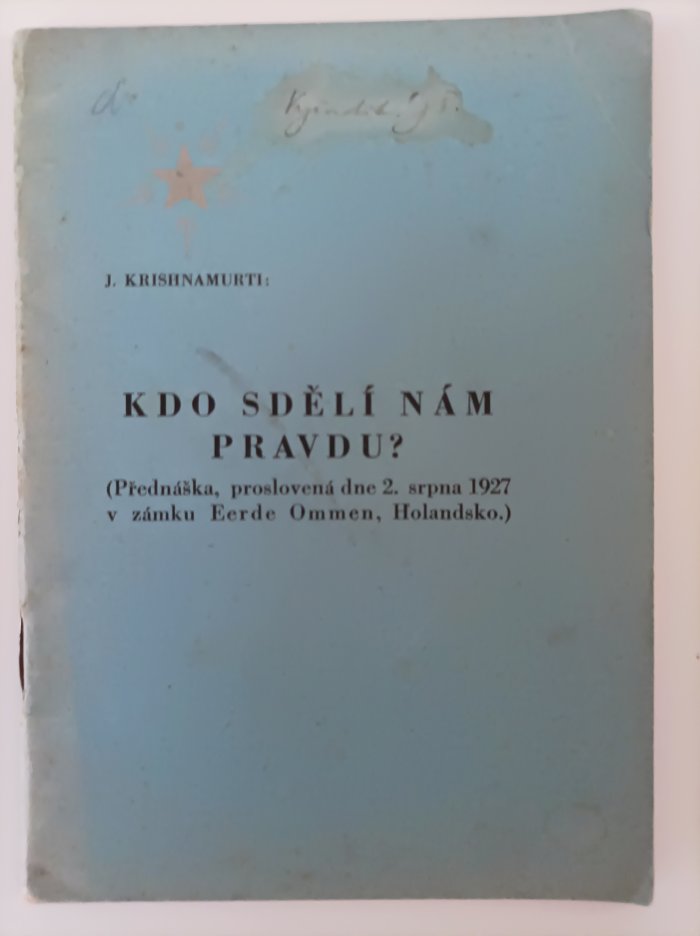 J. KRISHNAMURTI:
KDO SDĚLÍ NÁM
PRAVDU?
(Přednáška, proslovená dne 2. srpna 1927
v zámku Eerde Ommen, Holandsko.)